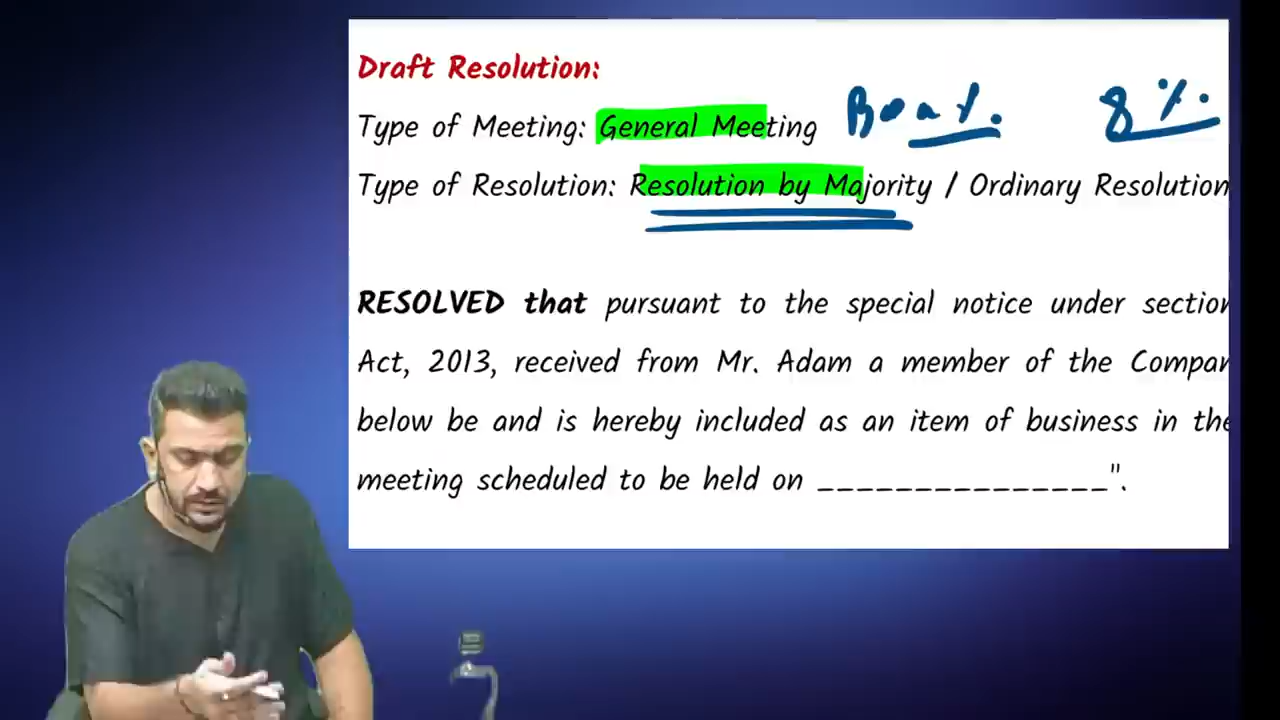 Draft Resolution:
Type of Meeting: General Meeting
8 %.
Type of Resolution: Resolution by Majority / Ordinary Resolution
RESOLVED that pursuant to the special notice under section
Act, 2013, received from Mr. Adam a member of the Compan
below be and is hereby included as an item of business in the
meeting scheduled to be held on _______________".